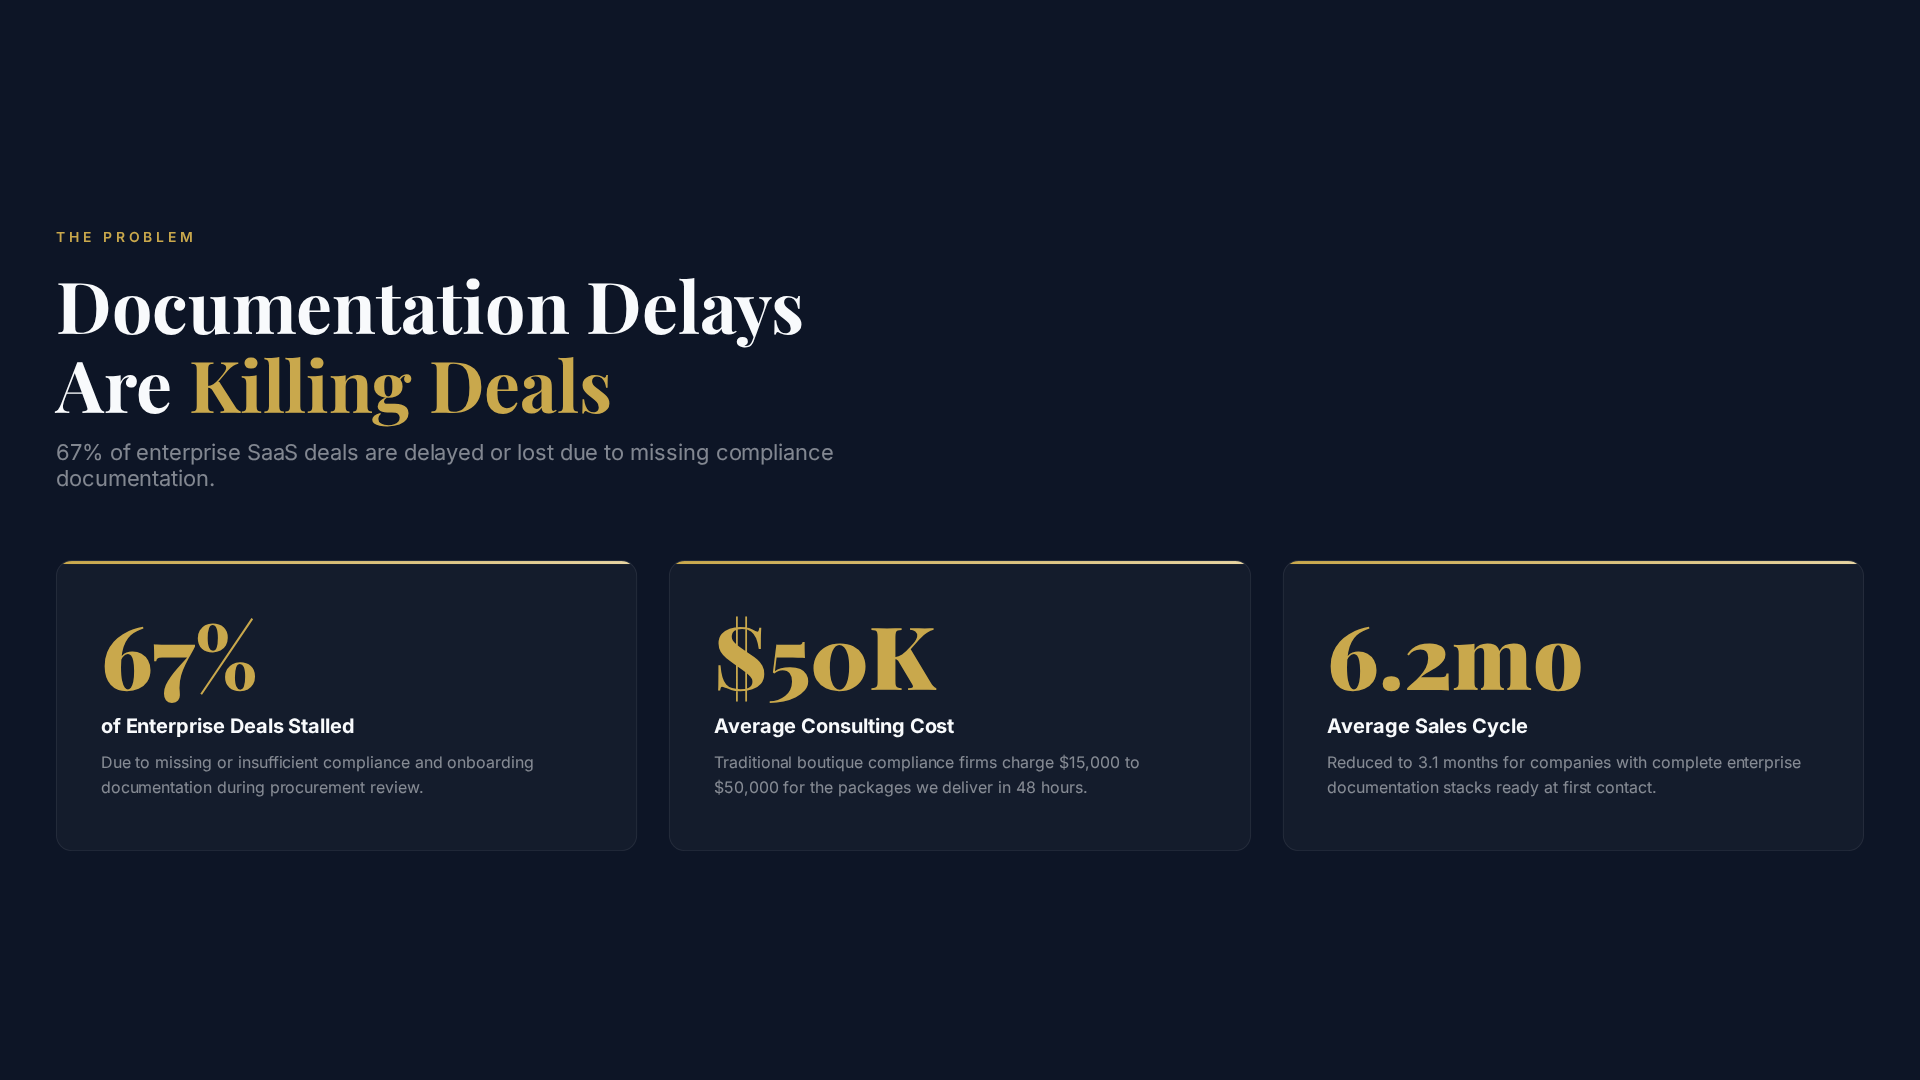 THE PROBLEM
Documentation Delays
Are Killing Deals
67% of enterprise SaaS deals are delayed or lost due to missing compliance
documentation.
67%
of Enterprise Deals Stalled
Due to missing or insufficient compliance and onboarding
documentation during procurement review.
$50K
Average Consulting Cost
Traditional boutique compliance firms charge $15,000 to
$50,000 for the packages we deliver in 48 hours.
6.2mo
Average Sales Cycle
Reduced to 3.1 months for companies with complete enterprise
documentation stacks ready at first contact.